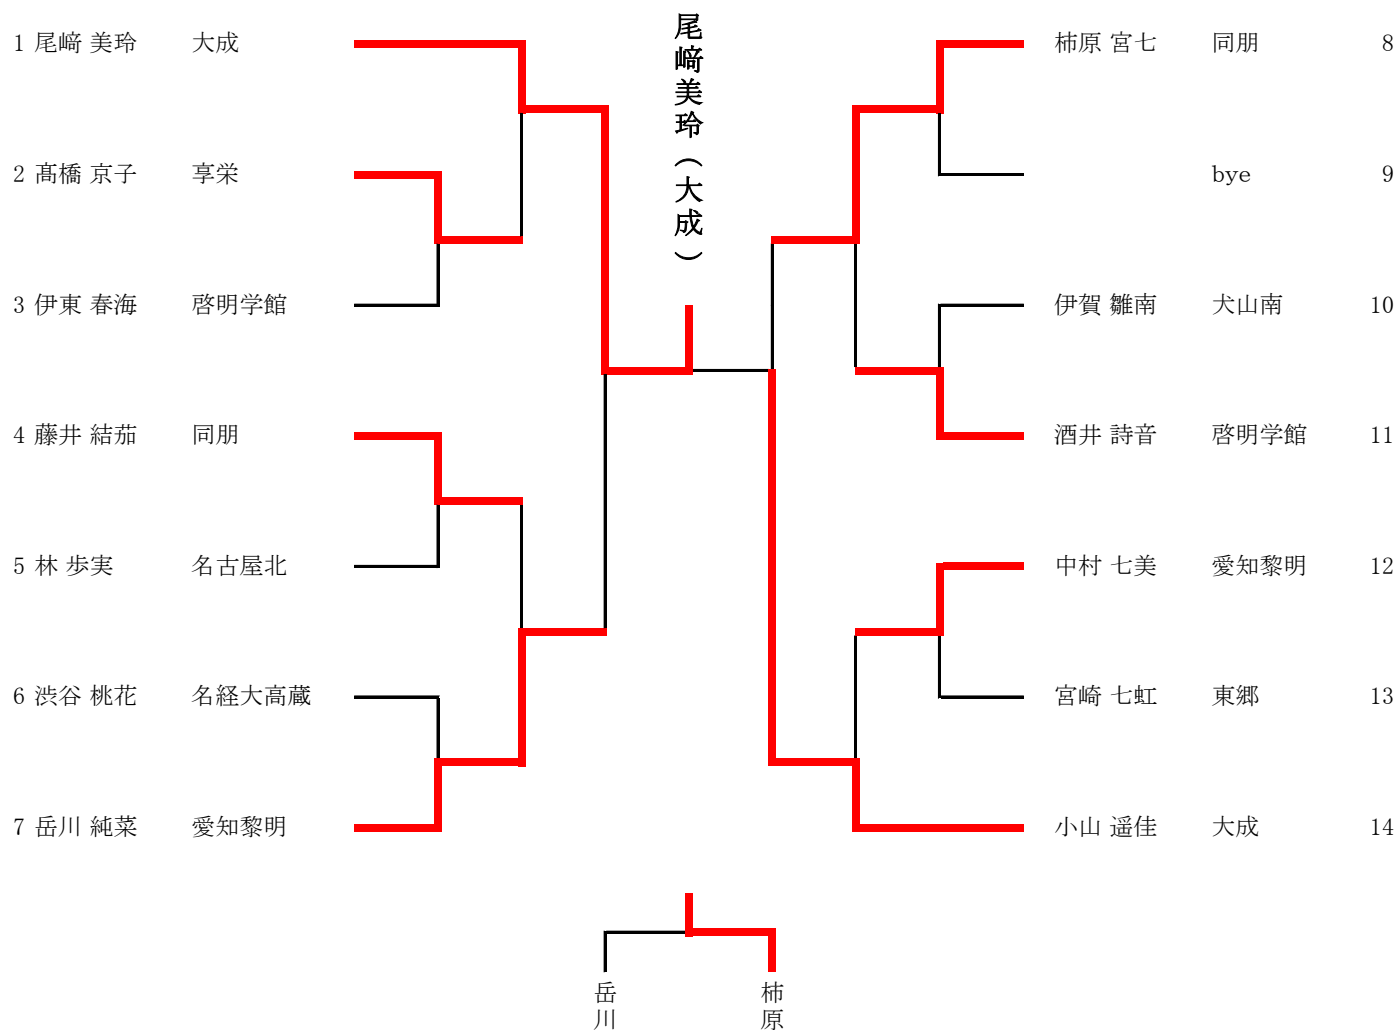 1 尾﨑 美玲 大成
2 髙橋 京子 享栄
3 伊東 春海 啓明学館
4 藤井 結茄 同朋
5 林 歩実 名古屋北
6 渋谷 桃花 名経大高蔵
7 岳川 純菜 愛知黎明
尾﨑美玲(大成)
柿原 宮七 同朋 8
bye 9
伊賀 雛南 犬山南 10
酒井 詩音 啓明学館 11
中村 七美 愛知黎明 12
宮崎 七虹 東郷 13
小山 遥佳 大成 14
岳川
柿原